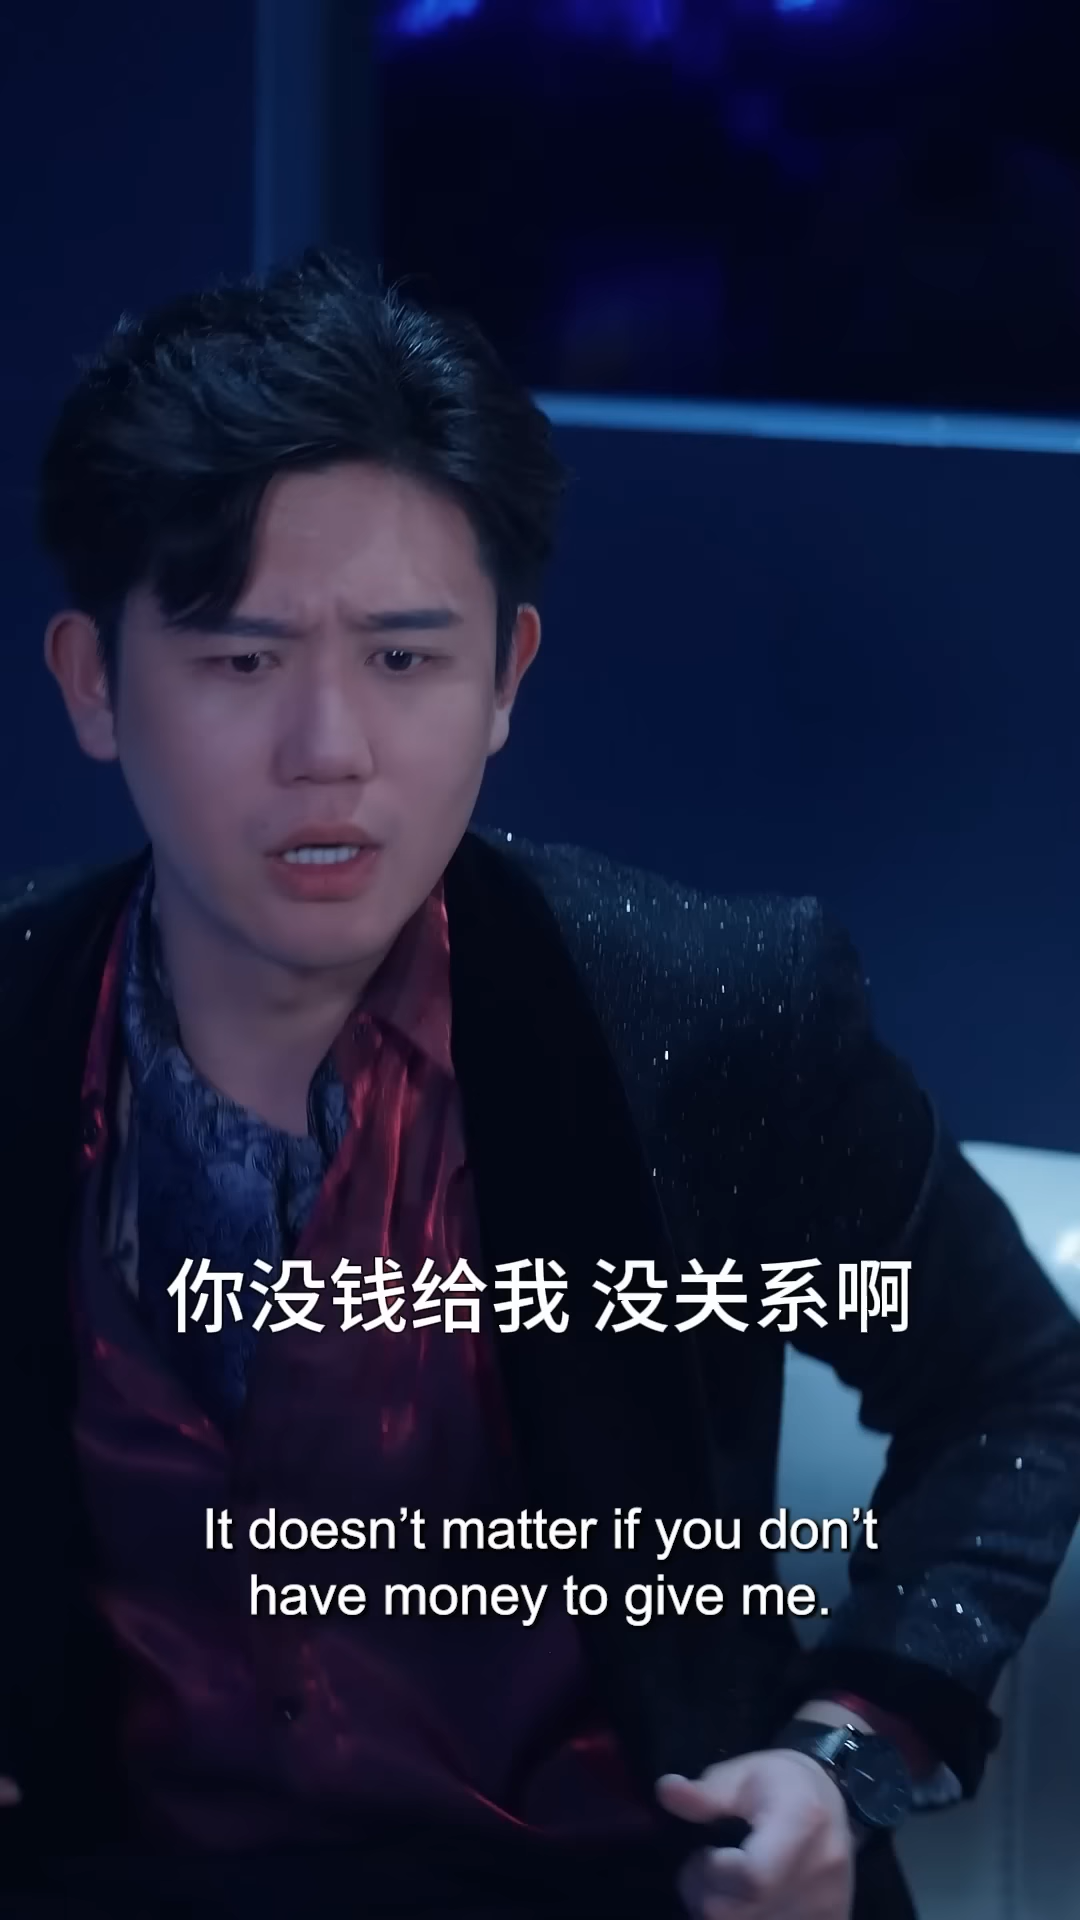 你没钱给我 没关系啊
It doesn’t matter if you don’t
have money to give me.